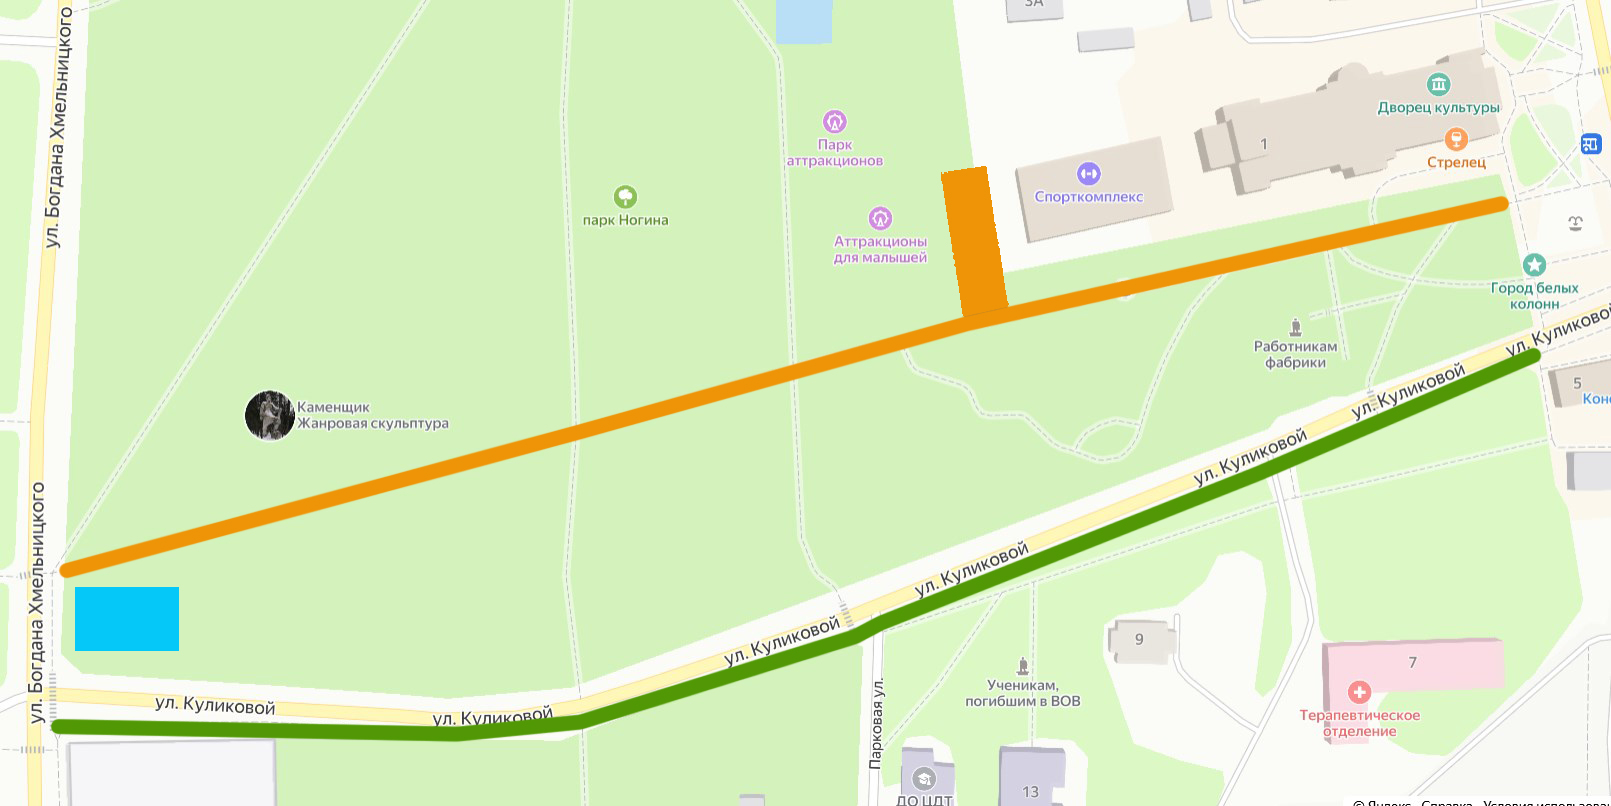 ул. Богдана Хмельницкого
3А
Дворец культуры
1
Стрелец
Парк
аттракционов
Спорткомплекс
парк Ногина
Аттракционы
для малышей
Город белых
колонн
ул. Куликовой
Работникам
фабрики
5
ул. Куликовой
Каменщик
Жанровая скульптура
ул. Куликовой
ул. Богдана Хмельницкого
ул. Куликовой
ул. Куликовой
9
7
Ученикам,
погибшим в ВОВ
ул. Куликовой
ул. Куликовой
Терапевтическое
отделение
Парковая ул.
13
ДО ЦДТ